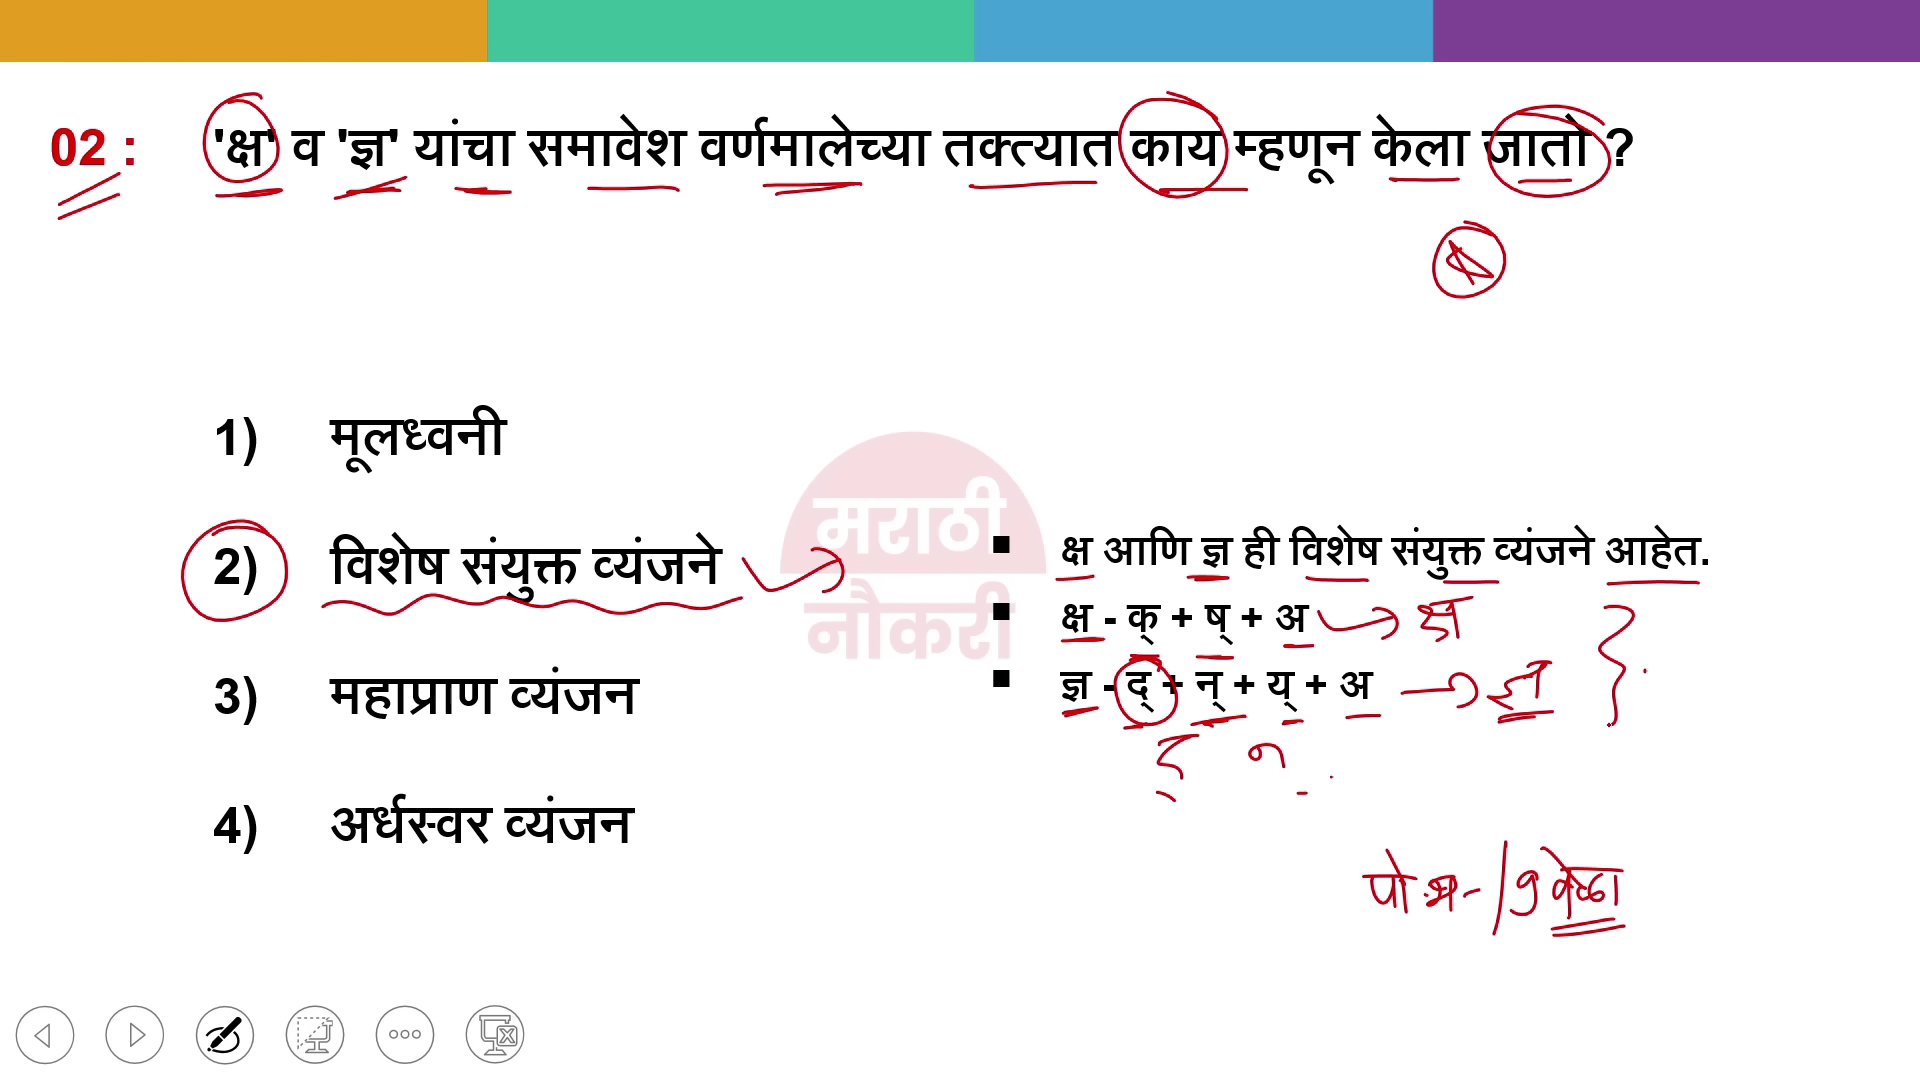 02 : 'क्ष' व 'ज्ञ' यांचा समावेश वर्णमालेच्या तक्त्यात काय म्हणून केला जातो ?
1) मूलध्वनी
2) विशेष संयुक्त व्यंजने
3) महाप्राण व्यंजन
4) अर्धस्वर व्यंजन
मराठी
नौकरी
▪ क्ष आणि ज्ञ ही विशेष संयुक्त व्यंजने आहेत.
▪ क्ष - क् + ष् + अ क्ष
▪ ज्ञ - द् + न् + य् + अ ज्ञ